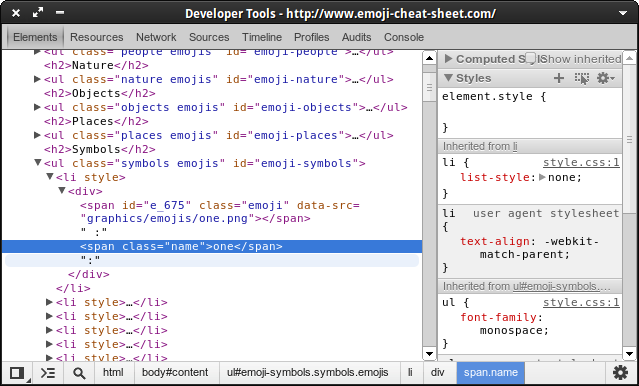 Developer Tools - http://www.emoji-cheat-sheet.com/
Elements Resources Network Sources Timeline Profiles Audits Console
<ul class="people emojis" id="emoji-people">…</ul>
<h2>Nature</h2>
<ul class="nature emojis" id="emoji-nature">…</ul>
<h2>Objects</h2>
<ul class="objects emojis" id="emoji-objects">…</ul>
<h2>Places</h2>
<ul class="places emojis" id="emoji-places">…</ul>
<h2>Symbols</h2>
<ul class="symbols emojis" id="emoji-symbols">
<li style>
<div>
<span id="e_675" class="emoji" data-src=
"graphics/emojis/one.png"></span>
" :"
<span class="name">one</span>
":"
</div>
</li>
<li style>…</li>
<li style>…</li>
<li style>…</li>
<li style>…</li>
<li style>…</li>
Computed Show inherited
Styles
element.style {
}
Inherited from li
li { style.css:1
list-style: none;
}
li user agent stylesheet
{
text-align: -webkit-
match-parent;
}
Inherited from ul#emoji-symbols.…
ul { style.css:1
font-family:
monospace;
}
html body#content ul#emoji-symbols.symbols.emojis li div span.name